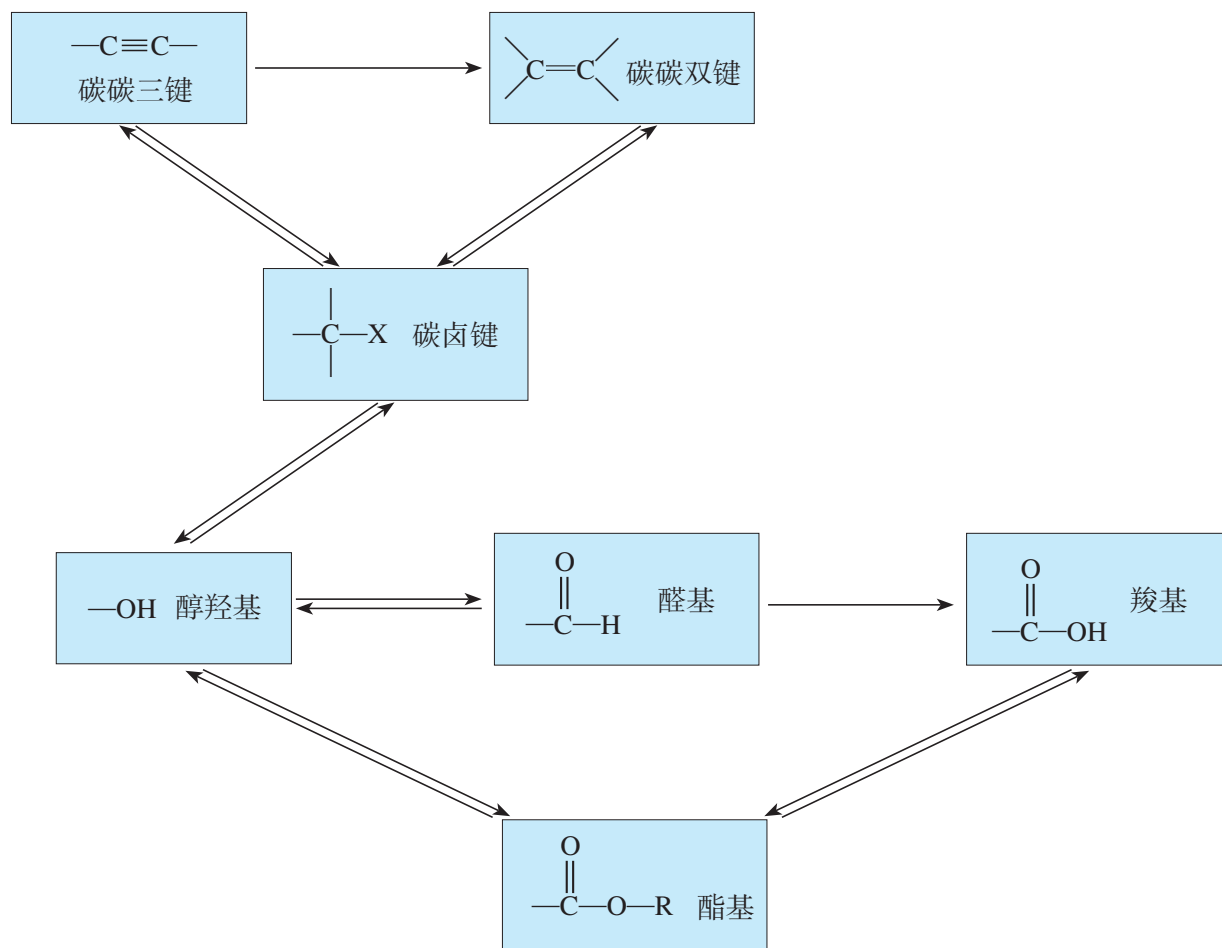 —C≡C—
碳碳三键
C=C 碳碳双键
—C—X 碳卤键
—OH 醇羟基
O
—C—H 醛基
O
—C—OH 羧基
O
—C—O—R 酯基